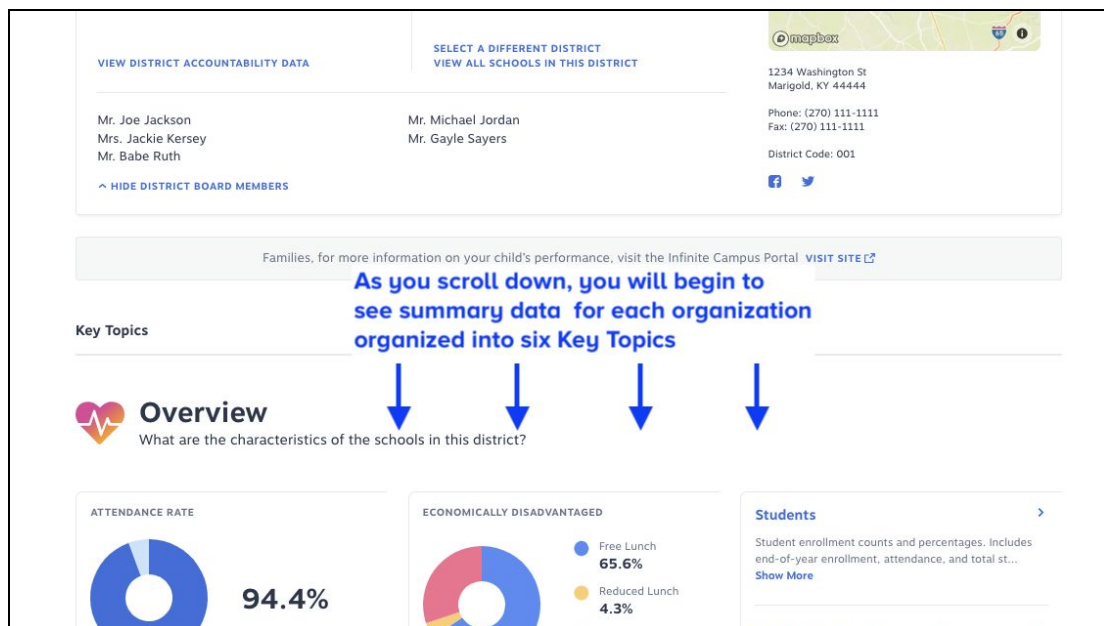 mapbox
65
VIEW DISTRICT ACCOUNTABILITY DATA
SELECT A DIFFERENT DISTRICT
VIEW ALL SCHOOLS IN THIS DISTRICT
1234 Washington St
Marigold, KY 44444
Phone: (270) 111-1111
Fax: (270) 111-1111
District Code: 001
Mr. Joe Jackson
Mrs. Jackie Kersey
Mr. Babe Ruth
Mr. Michael Jordan
Mr. Gayle Sayers
HIDE DISTRICT BOARD MEMBERS
Families, for more information on your child's performance, visit the Infinite Campus Portal VISIT SITE
As you scroll down, you will begin to
see summary data for each organization
organized into six Key Topics
Key Topics
Overview
What are the characteristics of the schools in this district?
ATTENDANCE RATE
94.4%
ECONOMICALLY DISADVANTAGED
Free Lunch
65.6%
Reduced Lunch
4.3%
Students
Student enrollment counts and percentages. Includes
end-of-year enrollment, attendance, and total st...
Show More